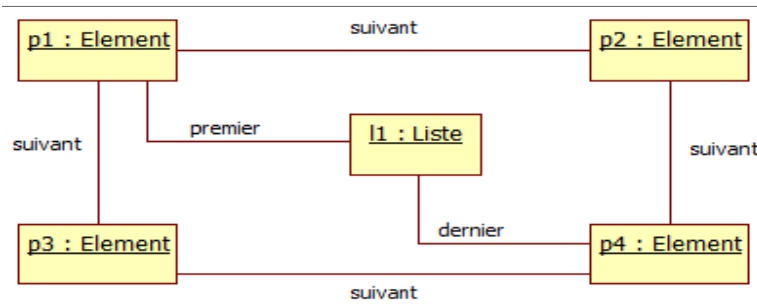 suivant
p1 : Element
p2 : Element
premier
l1 : Liste
suivant
suivant
dernier
p3 : Element
p4 : Element
suivant